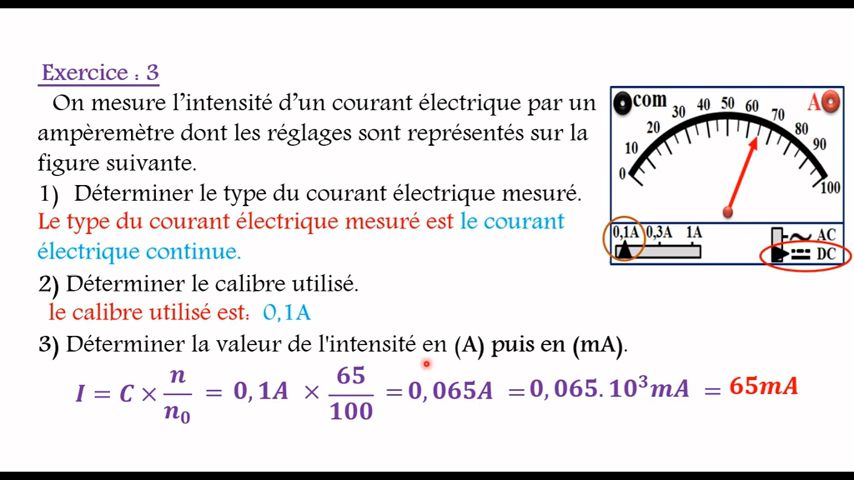 Exercice : 3
On mesure l'intensité d'un courant électrique par un
ampèremètre dont les réglages sont représentés sur la
figure suivante.
1) Déterminer le type du courant électrique mesuré.
Le type du courant électrique mesuré est le courant
électrique continue.
2) Déterminer le calibre utilisé.
le calibre utilisé est: 0,1A
3) Déterminer la valeur de l'intensité en (A) puis en (mA).
I = C × n/n₀ = 0,1A × 65/100 = 0,065A = 0,065.10³mA = 65mA
com A
0 10 20 30 40 50 60 70 80 90 100
0,1A 0,3A 1A
AC
DC